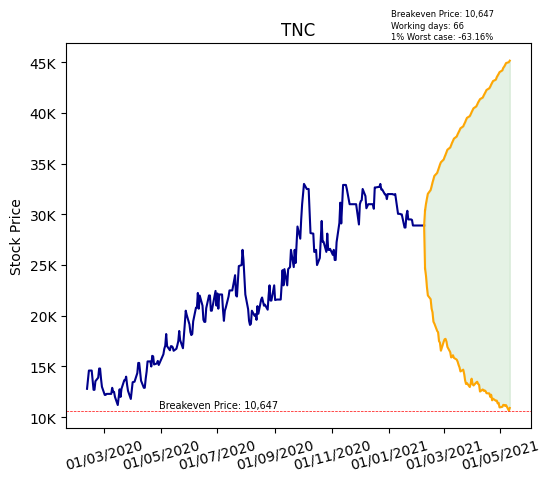 Breakeven Price: 10,647
Working days: 66
1% Worst case: -63.16%
TNC
Stock Price
45K
40K
35K
30K
25K
20K
15K
10K
Breakeven Price: 10,647
01/03/2020
01/05/2020
01/07/2020
01/09/2020
01/11/2020
01/01/2021
01/03/2021
01/05/2021